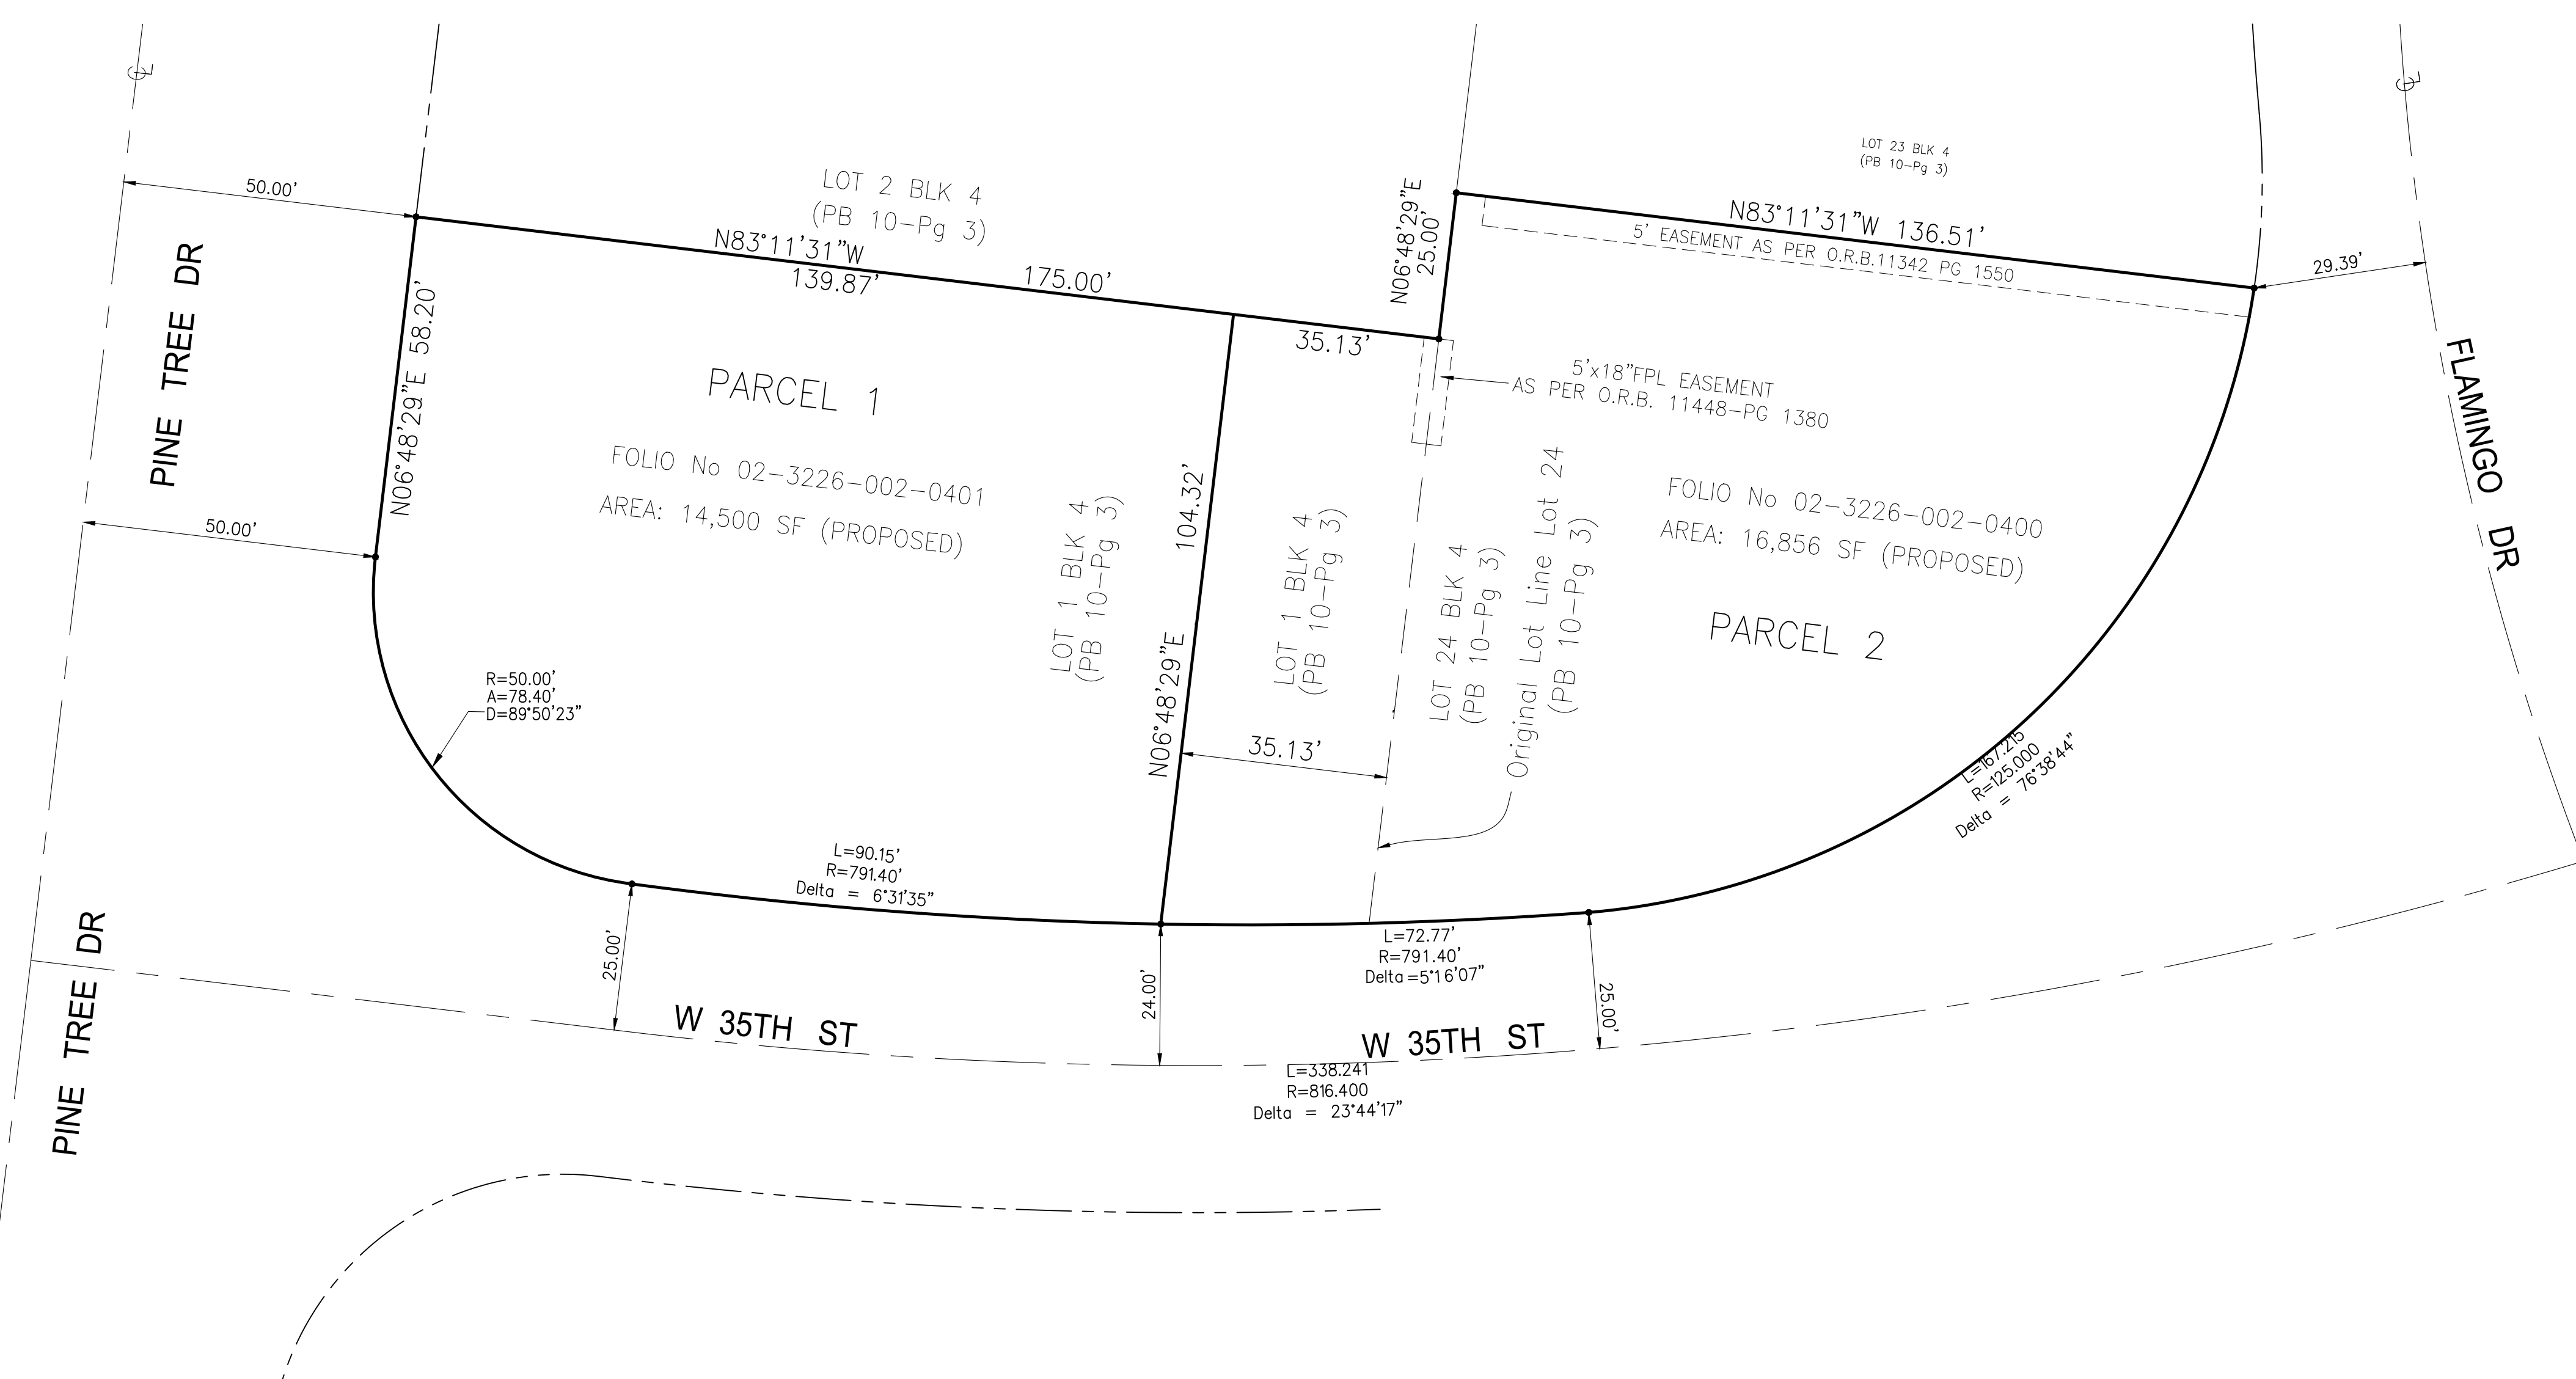 LOT 23 BLK 4
(PB 10-Pg 3)
50.00'
LOT 2 BLK 4
(PB 10-Pg 3)
N83°11'31"W
139.87'
175.00'
N06°48'29"E
25.00'
N83°11'31"W 136.51'
5' EASEMENT AS PER O.R.B.11342 PG 1550
29.39'
PINE TREE DR
N06°48'29"E 58.20'
35.13'
PARCEL 1
FOLIO No 02-3226-002-0401
AREA: 14,500 SF (PROPOSED)
5'x18"FPL EASEMENT
AS PER O.R.B. 11448-PG 1380
FLAMINGO DR
50.00'
LOT 1 BLK 4
(PB 10-Pg 3)
104.32'
N06°48'29"E
LOT 1 BLK 4
(PB 10-Pg 3)
35.13'
LOT 24 BLK 4
(PB 10-Pg 3)
Original Lot Line Lot 24
(PB 10-Pg 3)
FOLIO No 02-3226-002-0400
AREA: 16,856 SF (PROPOSED)
PARCEL 2
R=50.00'
A=78.40'
D=89°50'23"
L=167.215
R=125.000
Delta = 76°38'44"
L=90.15'
R=791.40'
Delta = 6°31'35"
L=72.77'
R=791.40'
Delta =5°16'07"
25.00'
24.00'
25.00'
PINE TREE DR
W 35TH ST
W 35TH ST
L=338.241
R=816.400
Delta = 23°44'17"